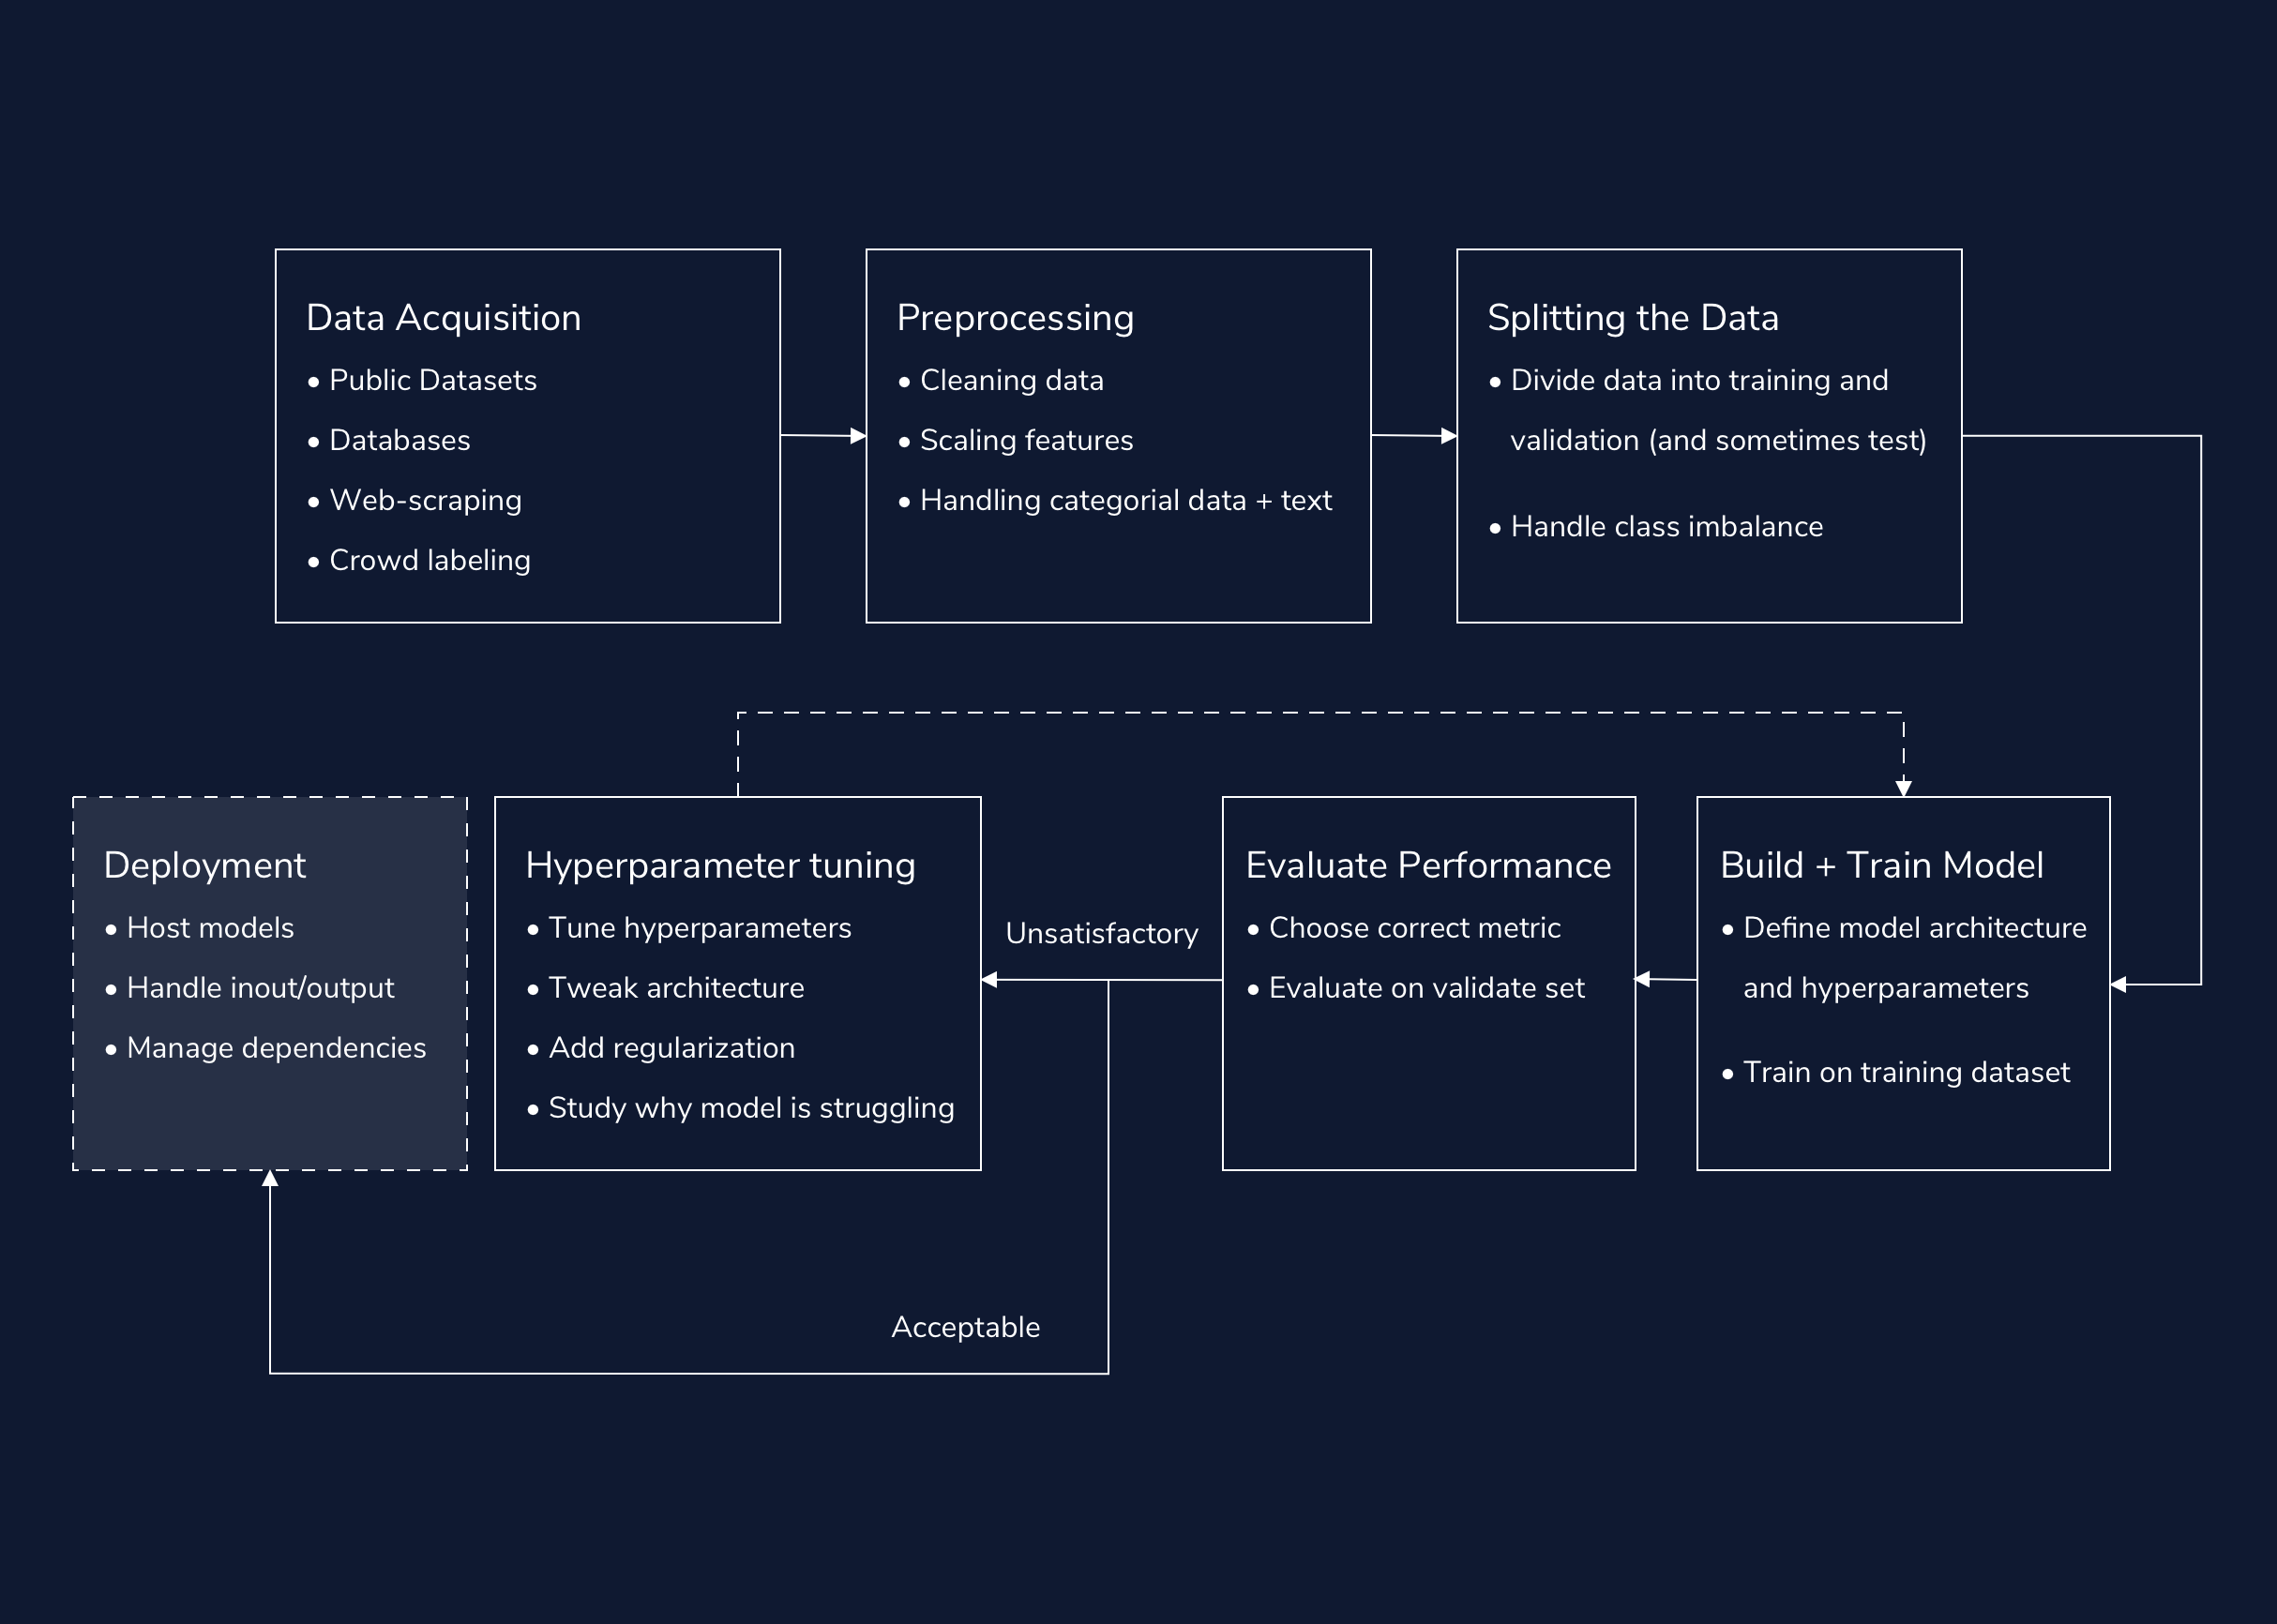 Data Acquisition
• Public Datasets
• Databases
• Web-scraping
• Crowd labeling
Preprocessing
• Cleaning data
• Scaling features
• Handling categorial data + text
Splitting the Data
• Divide data into training and
validation (and sometimes test)
• Handle class imbalance
Deployment
• Host models
• Handle inout/output
• Manage dependencies
Hyperparameter tuning
• Tune hyperparameters
• Tweak architecture
• Add regularization
• Study why model is struggling
Unsatisfactory
Evaluate Performance
• Choose correct metric
• Evaluate on validate set
Build + Train Model
• Define model architecture
and hyperparameters
• Train on training dataset
Acceptable